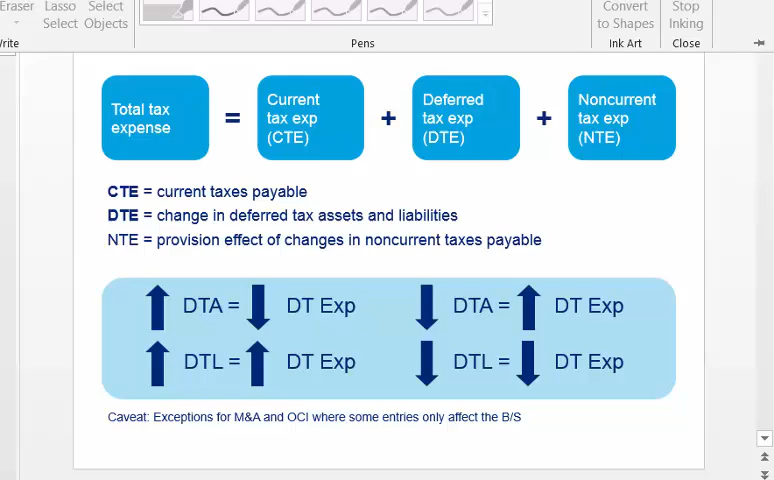 Eraser Lasso Select Select Objects Convert to Shapes Stop Inking
Write Pens Ink Art Close
Total tax
expense
=
Current
tax exp
(CTE)
+
Deferred
tax exp
(DTE)
+
Noncurrent
tax exp
(NTE)
CTE = current taxes payable
DTE = change in deferred tax assets and liabilities
NTE = provision effect of changes in noncurrent taxes payable
DTA = DT Exp DTA = DT Exp
DTL = DT Exp DTL = DT Exp
Caveat: Exceptions for M&A and OCI where some entries only affect the B/S